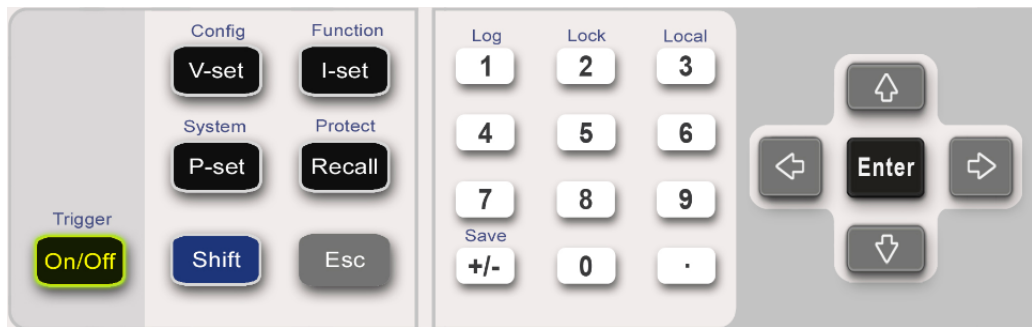 Config Function Log Lock Local
V-set I-set 1 2 3
System Protect
P-set Recall 4 5 6
Enter
Trigger 7 8 9
Save
On/Off Shift Esc +/- 0 .